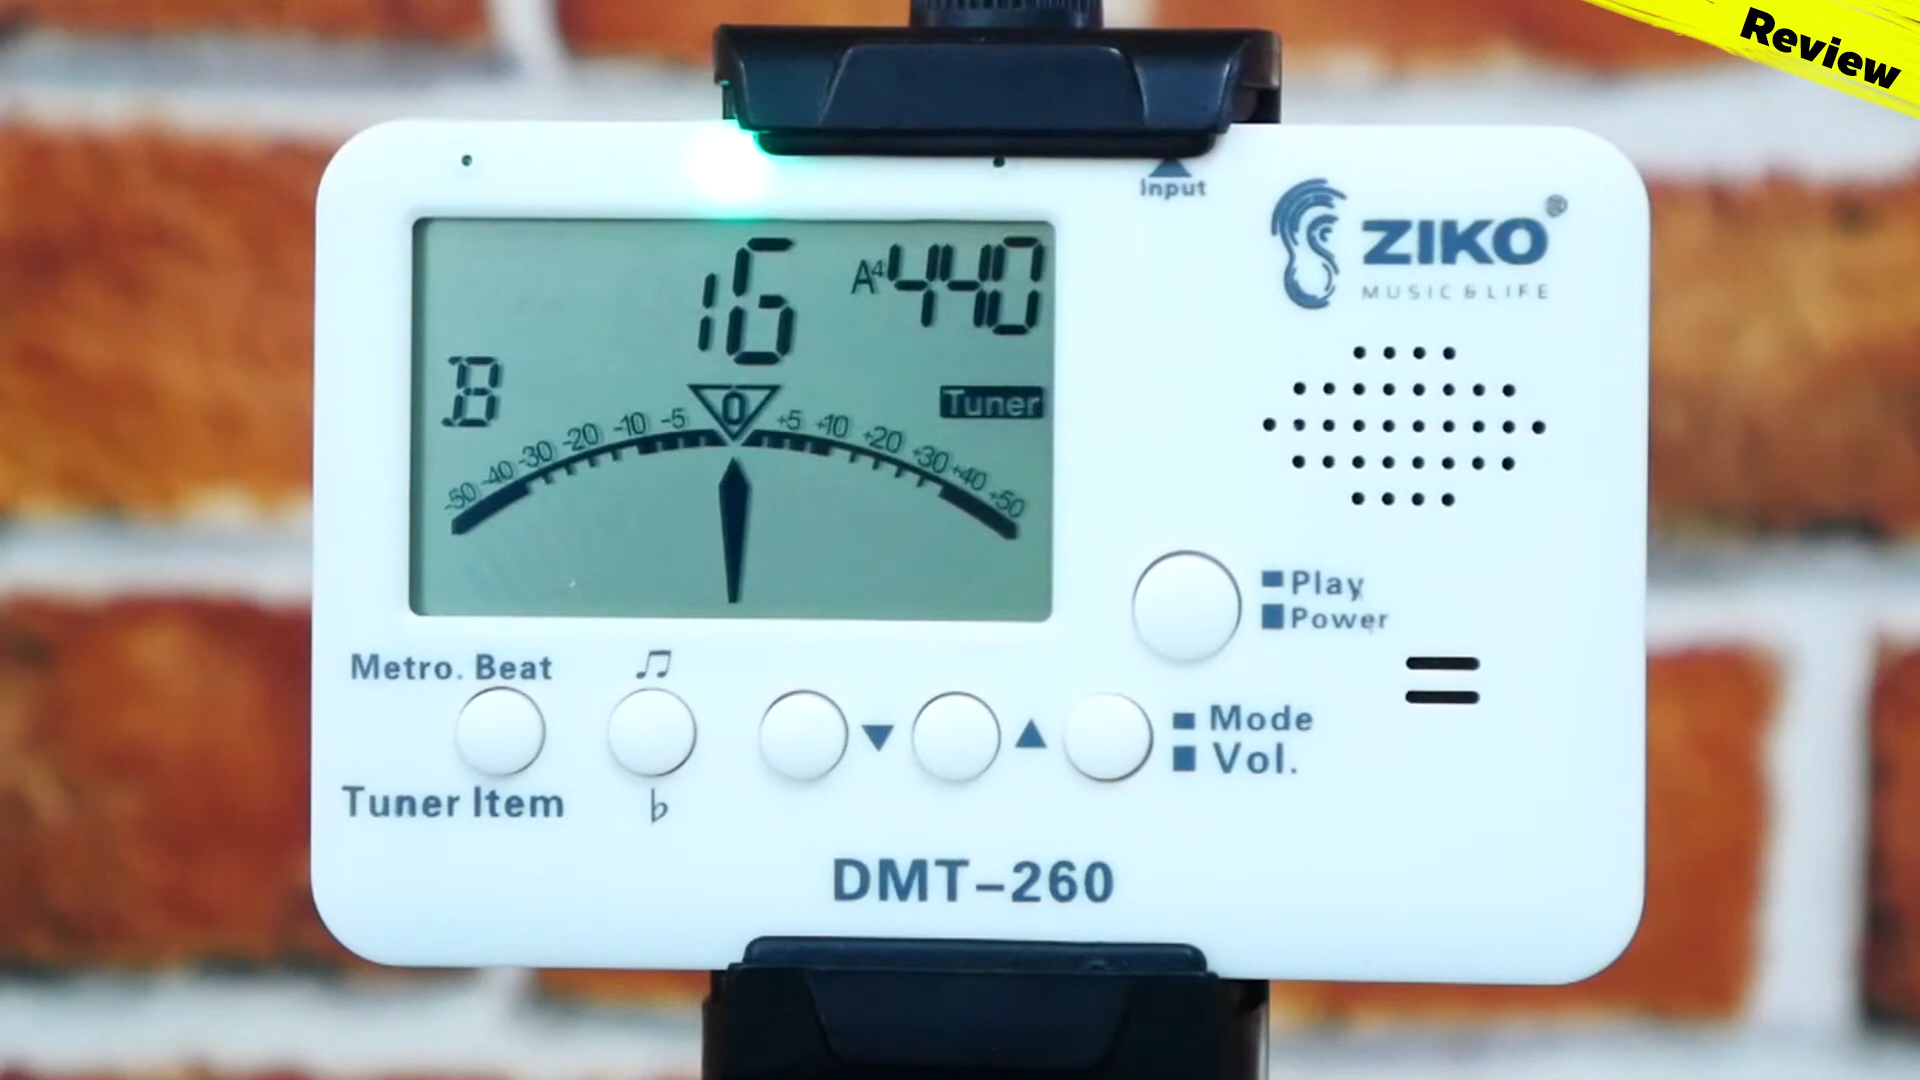 Review
Input
ZIKO®
MUSIC & LIFE
16
A4 440
B
Tuner
-50 -40 -30 -20 -10 -5 0 +5 +10 +20 +30 +40 +50
Play
Power
Metro. Beat
Mode
Vol.
Tuner Item
♭
DMT-260